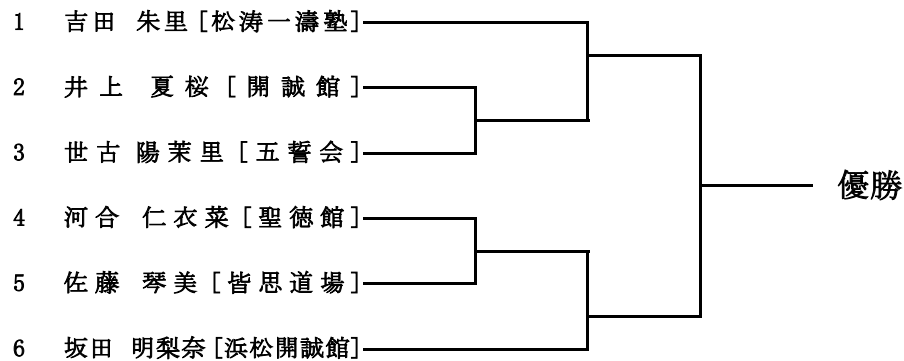 1 吉田 朱里[松涛一濤塾]
2 井上 夏桜[開誠館]
3 世古 陽茉里[五誓会]
優勝
4 河合 仁衣菜[聖徳館]
5 佐藤 琴美[皆思道場]
6 坂田 明梨奈[浜松開誠館]